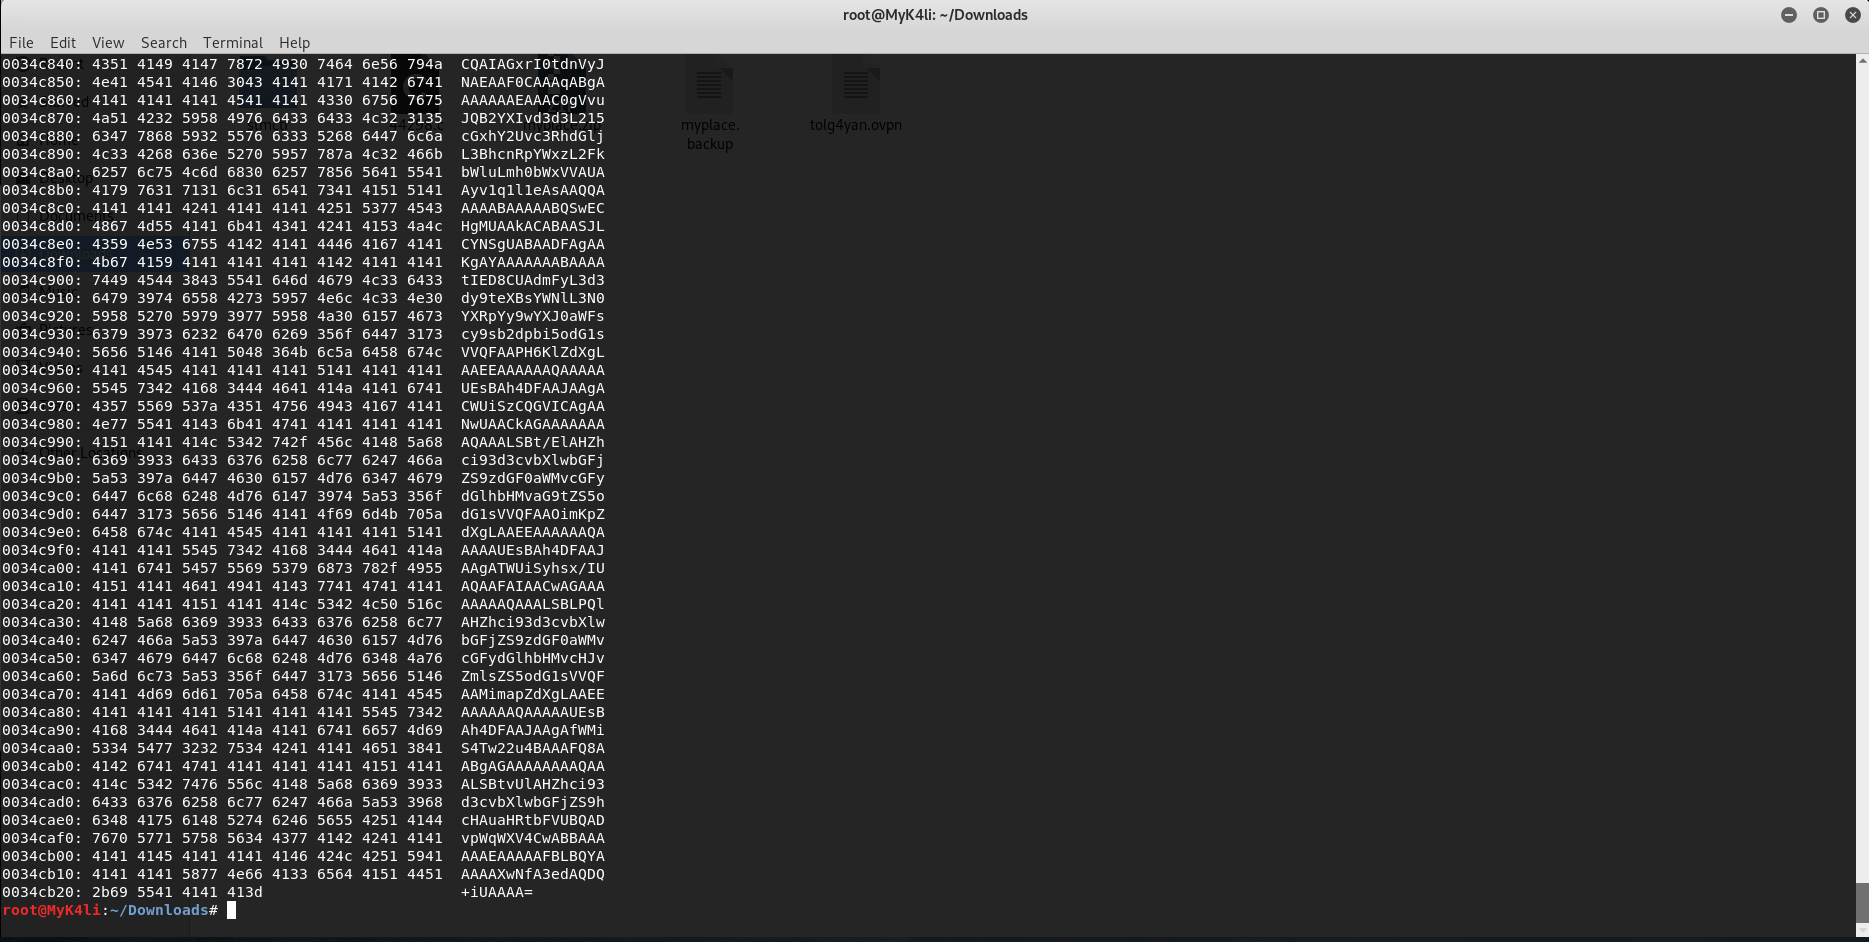 root@MyK4li: ~/Downloads
File Edit View Search Terminal Help
0034c840: 4351 4149 4147 7872 4930 7464 6e56 794a CQAIAGxrI0tdnVyJ
0034c850: 4e41 4541 4146 3043 4141 4171 4142 6741 NAEAAF0CAAAqABgA
0034c860: 4141 4141 4141 4541 4141 4330 6756 7675 AAAAAAEAAAC0gVvu
0034c870: 4a51 4232 5958 4976 6433 6433 4c32 3135 JQB2YXIvd3d3L215
0034c880: 6347 7868 5932 5576 6333 5268 6447 6c6a cGxhY2Uvc3RhdGlj
0034c890: 4c33 4268 636e 5270 5957 787a 4c32 466b L3BhcnRpYWxzL2Fk
0034c8a0: 6257 6c75 4c6d 6830 6257 7856 5641 5541 bWluLmh0bWxVVAUA
0034c8b0: 4179 7631 7131 6c31 6541 7341 4151 5141 Ayv1q1l1eAsAAQQA
0034c8c0: 4141 4141 4241 4141 4141 4251 5377 4543 AAAABAAAAABQSwEC
0034c8d0: 4867 4d55 4141 6b41 4341 4241 4153 4a4c HgMUAAkACABAASJL
0034c8e0: 4359 4e53 6755 4142 4141 4446 4167 4141 CYNSgUABAADFAgAA
0034c8f0: 4b67 4159 4141 4141 4141 4142 4141 4141 KgAYAAAAAAABAAAA
0034c900: 7449 4544 3843 5541 646d 4679 4c33 6433 tIED8CUAdmFyL3d3
0034c910: 6479 3974 6558 4273 5957 4e6c 4c33 4e30 dy9teXBsYWNlL3N0
0034c920: 5958 5270 5979 3977 5958 4a30 6157 4673 YXRpYy9wYXJ0aWFs
0034c930: 6379 3973 6232 6470 6269 356f 6447 3173 cy9sb2dpbi5odG1s
0034c940: 5656 5146 4141 5048 364b 6c5a 6458 674c VVQFAAPH6KlZdXgL
0034c950: 4141 4545 4141 4141 4141 5141 4141 4141 AAEEAAAAAAQAAAAA
0034c960: 5545 7342 4168 3444 4641 414a 4141 6741 UEsBAh4DFAAJAAgA
0034c970: 4357 5569 537a 4351 4756 4943 4167 4141 CWUiSzCQGVICAgAA
0034c980: 4e77 5541 4143 6b41 4741 4141 4141 4141 NwUAACkAGAAAAAAA
0034c990: 4151 4141 414c 5342 742f 456c 4148 5a68 AQAAALSBt/ElAHZh
0034c9a0: 6369 3933 6433 6376 6258 6c77 6247 466a ci93d3cvbXlwbGFj
0034c9b0: 5a53 397a 6447 4630 6157 4d76 6347 4679 ZS9zdGF0aWMvcGFy
0034c9c0: 6447 6c68 6248 4d76 6147 3974 5a53 356f dGlhbHMvaG9tZS5o
0034c9d0: 6447 3173 5656 5146 4141 4f69 6d4b 705a dG1sVVQFAAOimKpZ
0034c9e0: 6458 674c 4141 4545 4141 4141 4141 5141 dXgLAAEEAAAAAAQA
0034c9f0: 4141 4141 5545 7342 4168 3444 4641 414a AAAAUEsBAh4DFAAJ
0034ca00: 4141 6741 5457 5569 5379 6873 782f 4955 AAgATWUiSyhsx/IU
0034ca10: 4151 4141 4641 4941 4143 7741 4741 4141 AQAAFAIAACwAGAAA
0034ca20: 4141 4141 4151 4141 414c 5342 4c50 516c AAAAAQAAALSBLPQl
0034ca30: 4148 5a68 6369 3933 6433 6376 6258 6c77 AHZhci93d3cvbXlw
0034ca40: 6247 466a 5a53 397a 6447 4630 6157 4d76 bGFjZS9zdGF0aWMv
0034ca50: 6347 4679 6447 6c68 6248 4d76 6348 4a76 cGFydGlhbHMvcHJv
0034ca60: 5a6d 6c73 5a53 356f 6447 3173 5656 5146 ZmlsZS5odG1sVVQF
0034ca70: 4141 4d69 6d61 705a 6458 674c 4141 4545 AAMimapZdXgLAAEE
0034ca80: 4141 4141 4141 5141 4141 4141 5545 7342 AAAAAAQAAAAAUEsB
0034ca90: 4168 3444 4641 414a 4141 6741 6657 4d69 Ah4DFAAJAAgAfWMi
0034caa0: 5334 5477 3232 7534 4241 4141 4651 3841 S4Tw22u4BAAAFQ8A
0034cab0: 4142 6741 4741 4141 4141 4141 4151 4141 ABgAGAAAAAAAAQAA
0034cac0: 414c 5342 7476 556c 4148 5a68 6369 3933 ALSBtvUlAHZhci93
0034cad0: 6433 6376 6258 6c77 6247 466a 5a53 3968 d3cvbXlwbGFjZS9h
0034cae0: 6348 4175 6148 5274 6246 5655 4251 4144 cHAuaHRtbFVUBQAD
0034caf0: 7670 5771 5758 5634 4377 4142 4241 4141 vpWqWXV4CwABBAAA
0034cb00: 4141 4145 4141 4141 4146 424c 4251 5941 AAAEAAAAAFBLBQYA
0034cb10: 4141 4141 5877 4e66 4133 6564 4151 4451 AAAAXwNfA3edAQDQ
0034cb20: 2b69 5541 4141 413d +iUAAAA=
root@MyK4li:~/Downloads#
myplace.
backup
tolg4yan.ovpn